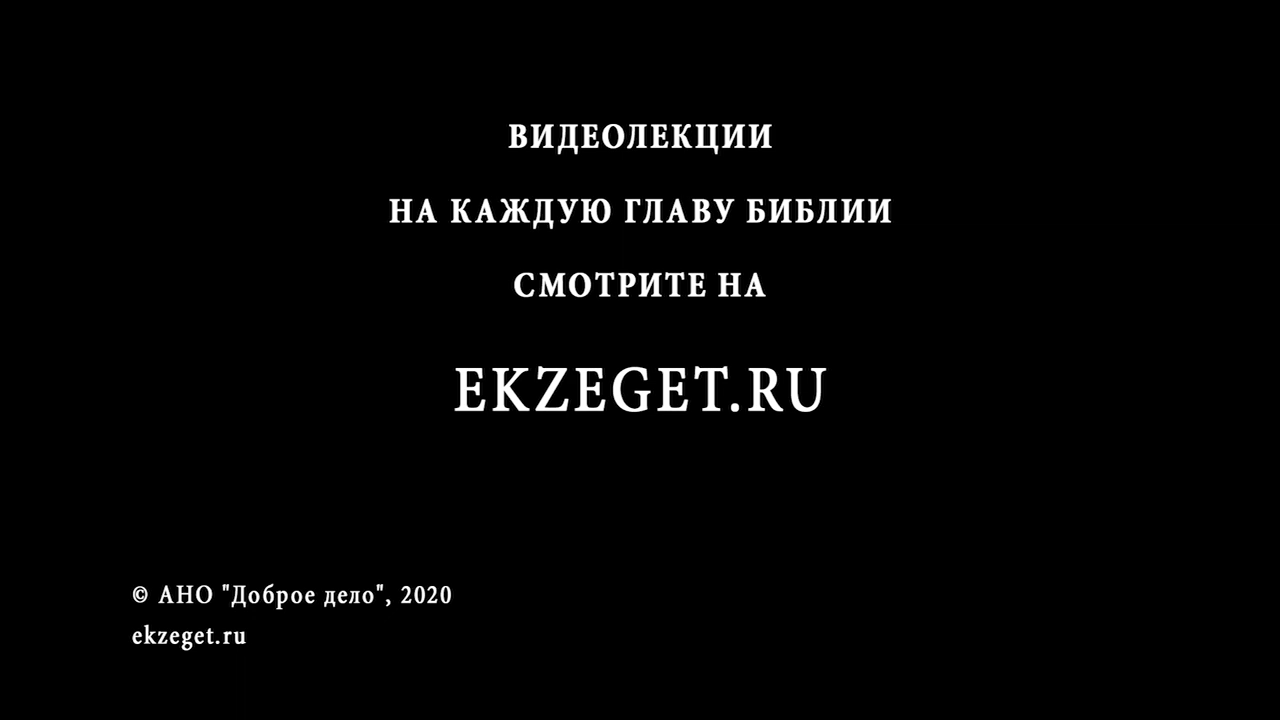 ВИДЕОЛЕКЦИИ
НА КАЖДУЮ ГЛАВУ БИБЛИИ
СМОТРИТЕ НА
EKZEGET.RU
© АНО "Доброе дело", 2020
ekzeget.ru